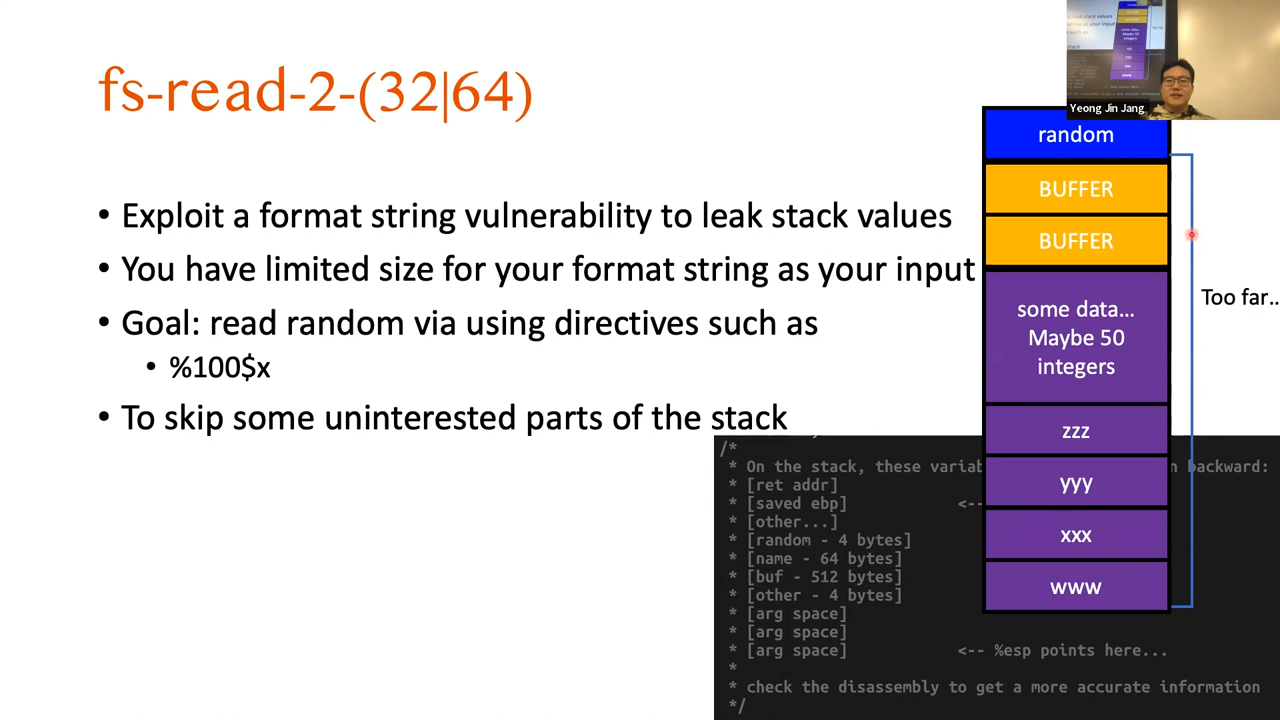 fs-read-2-(32|64)
• Exploit a format string vulnerability to leak stack values
• You have limited size for your format string as your input
• Goal: read random via using directives such as
• %100$x
• To skip some uninterested parts of the stack
Yeong Jin Jang
random
BUFFER
BUFFER
some data…
Maybe 50
integers
zzz
yyy
xxx
www
Too far…
/*
* On the stack, these backward:
* [ret addr]
* [saved ebp] <--
* [other...]
* [random - 4 bytes]
* [name - 64 bytes]
* [buf - 512 bytes]
* [other - 4 bytes]
* [arg space]
* [arg space]
* [arg space] <-- %esp points here...
*
* check the disassembly to get a more accurate information
*/